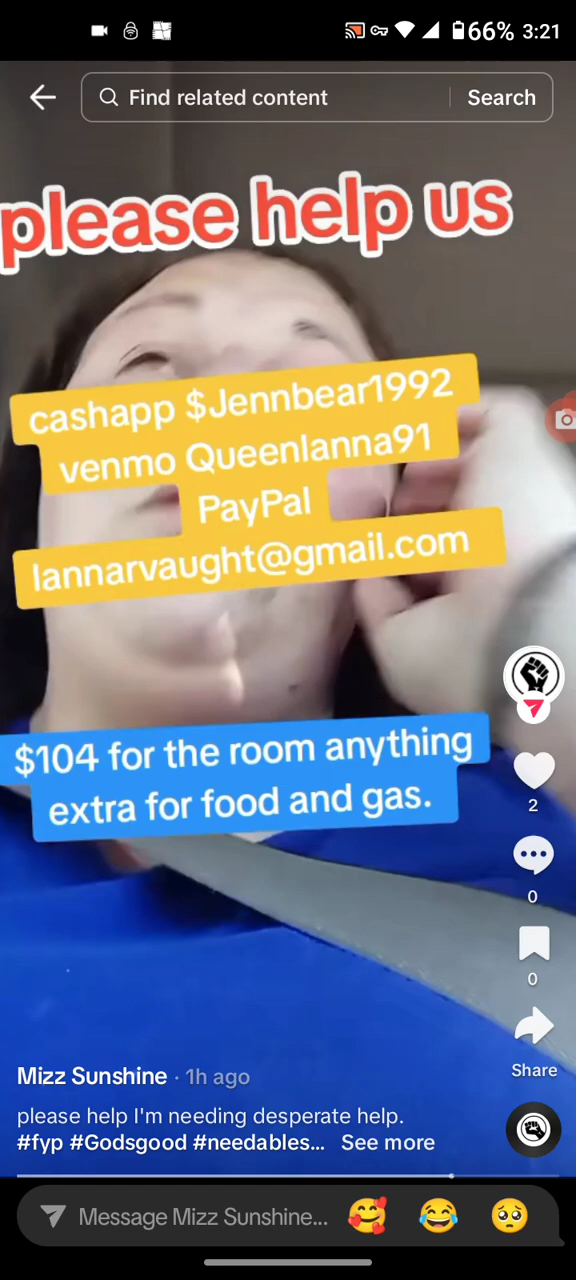 66% 3:21
Find related content
Search
please help us
cashapp $Jennbear1992
venmo Queenlanna91
PayPal
lannarvaught@gmail.com
$104 for the room anything
extra for food and gas.
2
0
0
Share
Mizz Sunshine · 1h ago
please help I'm needing desperate help.
#fyp #Godsgood #needables... See more
Message Mizz Sunshine...